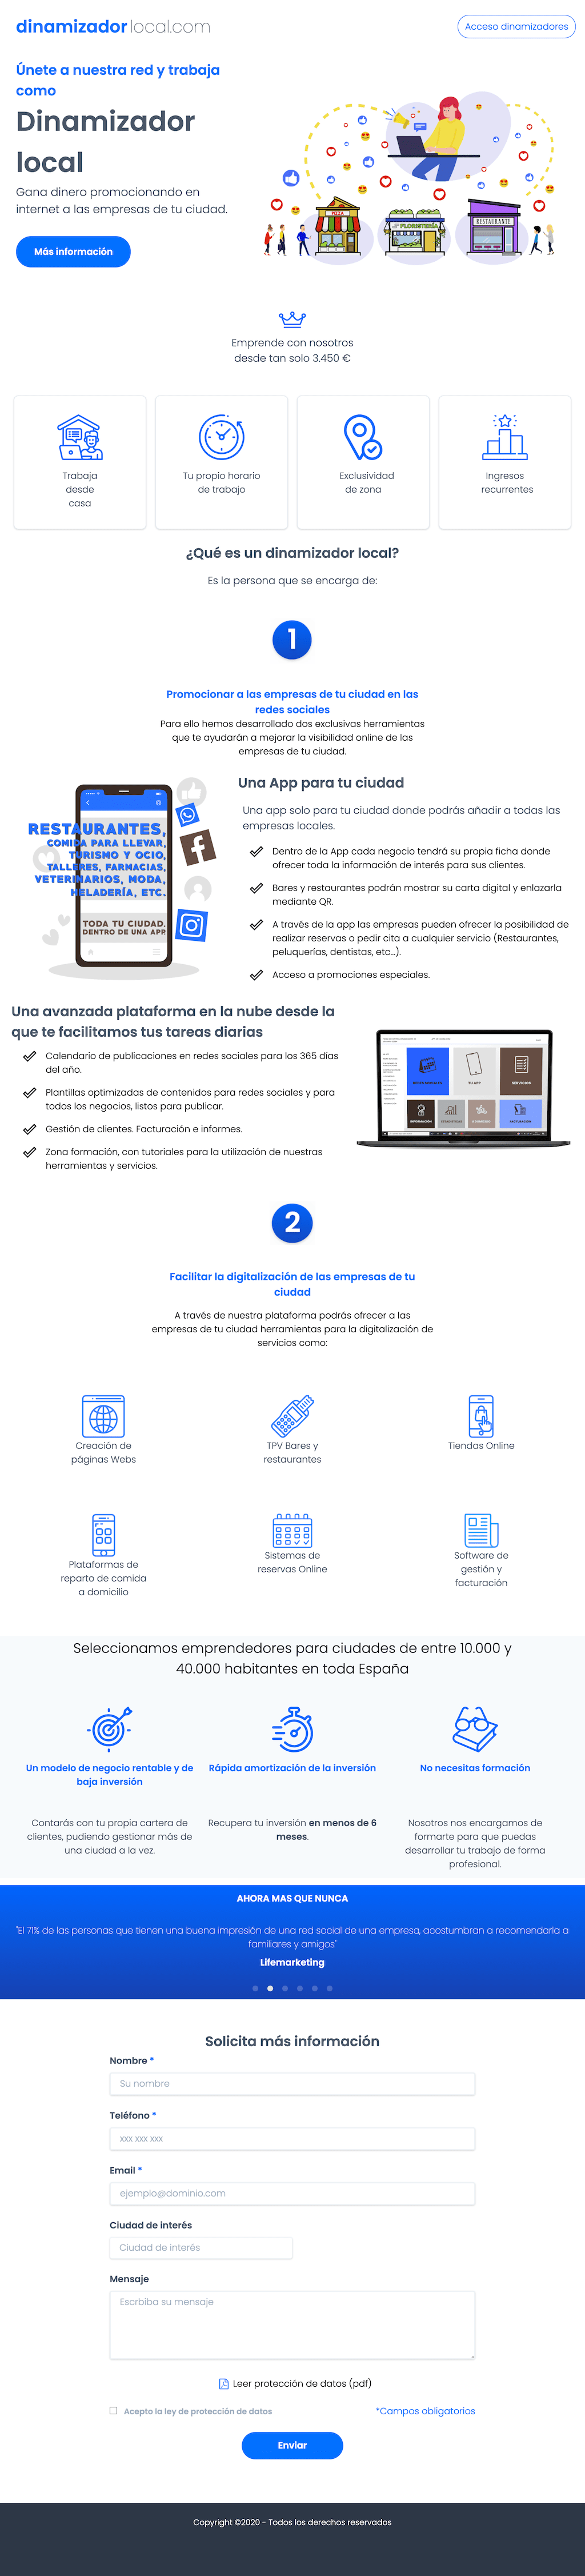 dinamizadorlocal.com
Acceso dinamizadores
Únete a nuestra red y trabaja
como
Dinamizador
local
Gana dinero promocionando en
internet a las empresas de tu ciudad.
Más información
PIZZA
FLORISTERÍA
RESTAURANTE
Emprende con nosotros
desde tan solo 3.450 €
Trabaja
desde
casa
Tu propio horario
de trabajo
Exclusividad
de zona
Ingresos
recurrentes
¿Qué es un dinamizador local?
Es la persona que se encarga de:
1
Promocionar a las empresas de tu ciudad en las
redes sociales
Para ello hemos desarrollado dos exclusivas herramientas
que te ayudarán a mejorar la visibilidad online de las
empresas de tu ciudad.
RESTAURANTES,
COMIDA PARA LLEVAR,
TURISMO Y OCIO,
TALLERES, FARMACIAS,
VETERINARIOS, MODA,
HELADERÍA, ETC.
TODA TU CIUDAD,
DENTRO DE UNA APP.
Una App para tu ciudad
Una app solo para tu ciudad donde podrás añadir a todas las
empresas locales.
Dentro de la App cada negocio tendrá su propia ficha donde
ofrecer toda la información de interés para sus clientes.
Bares y restaurantes podrán mostrar su carta digital y enlazarla
mediante QR.
A través de la app las empresas pueden ofrecer la posibilidad de
realizar reservas o pedir cita a cualquier servicio (Restaurantes,
peluquerías, dentistas, etc...).
Acceso a promociones especiales.
Una avanzada plataforma en la nube desde la
que te facilitamos tus tareas diarias
Calendario de publicaciones en redes sociales para los 365 días
del año.
Plantillas optimizadas de contenidos para redes sociales y para
todos los negocios, listos para publicar.
Gestión de clientes. Facturación e informes.
Zona formación, con tutoriales para la utilización de nuestras
herramientas y servicios.
TU APP
SERVICIOS
2
Facilitar la digitalización de las empresas de tu
ciudad
A través de nuestra plataforma podrás ofrecer a las
empresas de tu ciudad herramientas para la digitalización de
servicios como:
Creación de
páginas Webs
TPV Bares y
restaurantes
Tiendas Online
Plataformas de
reparto de comida
a domicilio
Sistemas de
reservas Online
Software de
gestión y
facturación
Seleccionamos emprendedores para ciudades de entre 10.000 y
40.000 habitantes en toda España
Un modelo de negocio rentable y de
baja inversión
Contarás con tu propia cartera de
clientes, pudiendo gestionar más de
una ciudad a la vez.
Rápida amortización de la inversión
Recupera tu inversión en menos de 6
meses.
No necesitas formación
Nosotros nos encargamos de
formarte para que puedas
desarrollar tu trabajo de forma
profesional.
AHORA MAS QUE NUNCA
"El 71% de las personas que tienen una buena impresión de una red social de una empresa, acostumbran a recomendarla a
familiares y amigos"
Lifemarketing
Solicita más información
Nombre *
Su nombre
Teléfono *
xxx xxx xxx
Email *
ejemplo@dominio.com
Ciudad de interés
Ciudad de interés
Mensaje
Escrbiba su mensaje
Leer protección de datos (pdf)
Acepto la ley de protección de datos
*Campos obligatorios
Enviar
Copyright ©2020 - Todos los derechos reservados